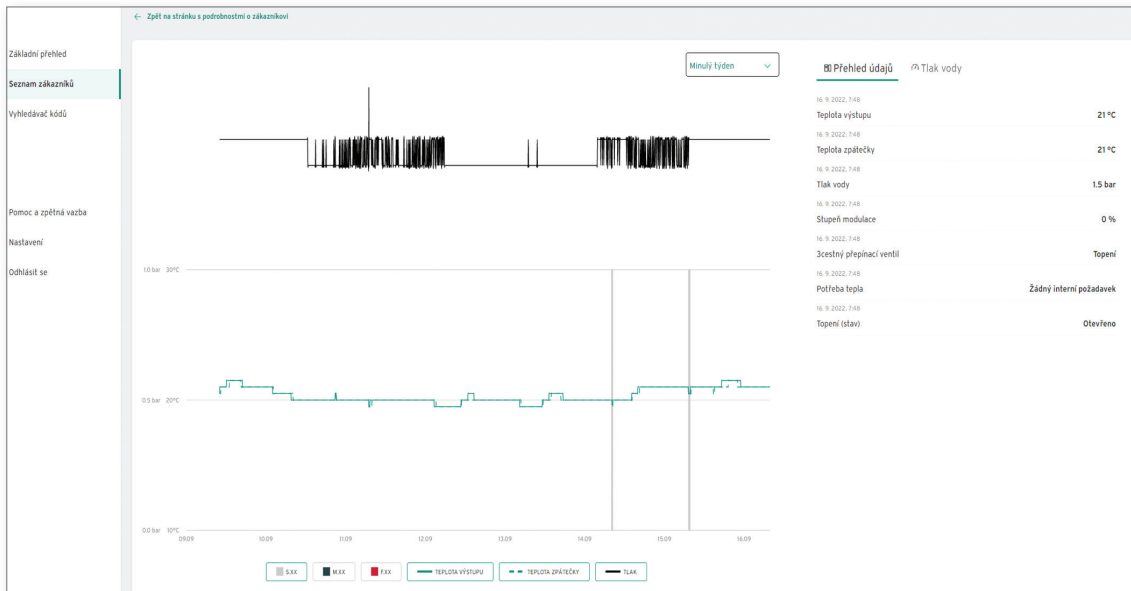 Zpět na stránku s podrobnostmi o zákazníkovi
Základní přehled
Seznam zákazníků
Vyhledávač kódů
Pomoc a zpětná vazba
Nastavení
Odhlásit se
Minulý týden
1.0 bar 30°C
0.5 bar 20°C
0.0 bar 10°C
09.09 10.09 11.09 12.09 13.09 14.09 15.09 16.09
S.XX M.XX F.XX TEPLOTA VÝSTUPU TEPLOTA ZPÁTEČKY TLAK
Přehled údajů Tlak vody
16. 9. 2022, 7:48
Teplota výstupu 21 °C
16. 9. 2022, 7:48
Teplota zpátečky 21 °C
16. 9. 2022, 7:48
Tlak vody 1.5 bar
16. 9. 2022, 7:48
Stupeň modulace 0 %
16. 9. 2022, 7:48
3cestný přepínací ventil Topení
16. 9. 2022, 7:48
Potřeba tepla Žádný interní požadavek
16. 9. 2022, 7:48
Topení (stav) Otevřeno